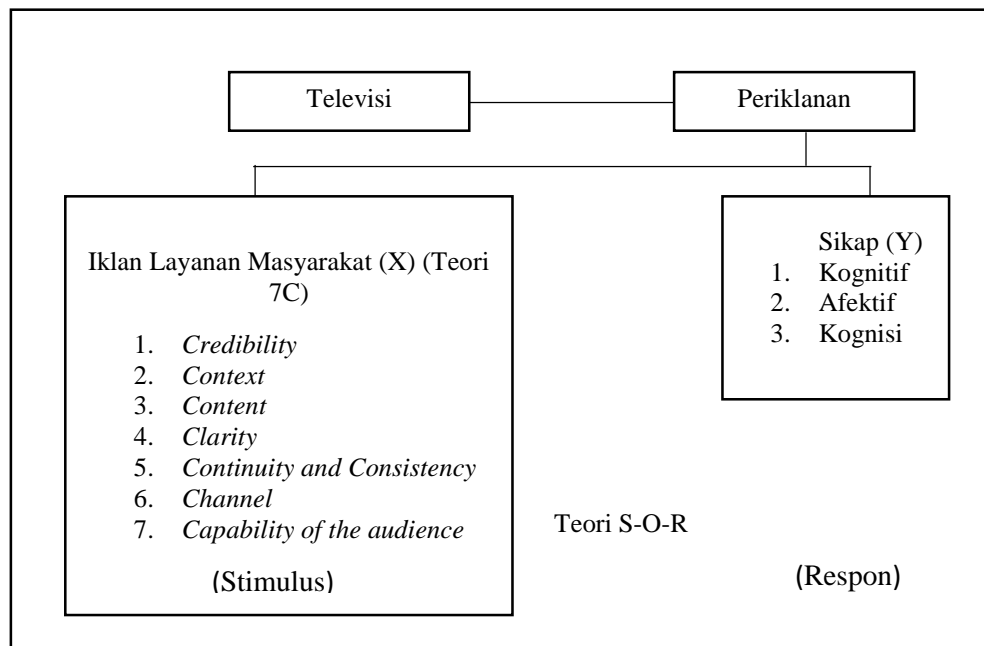 Televisi
Periklanan
Iklan Layanan Masyarakat (X) (Teori
7C)
1. Credibility
2. Context
3. Content
4. Clarity
5. Continuity and Consistency
6. Channel
7. Capability of the audience
(Stimulus)
Teori S-O-R
Sikap (Y)
1. Kognitif
2. Afektif
3. Kognisi
(Respon)